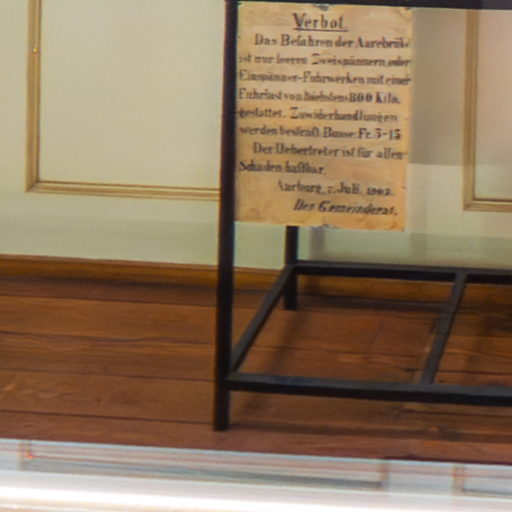 Verbot.
Das Befahren der Aarebrüke
ist nur leeren Zweispännern, oder
Einspänner-Fuhrwerken mit einer
Fuhrlast von höchstens 800 Kilo,
gestattet. Zuwiderhandlungen
werden bestraft. Busse: Fr. 5-15
Der Uebertreter ist für allen
Schaden haftbar.
Aarburg, 1. Juli.
Der Gemeinderat.